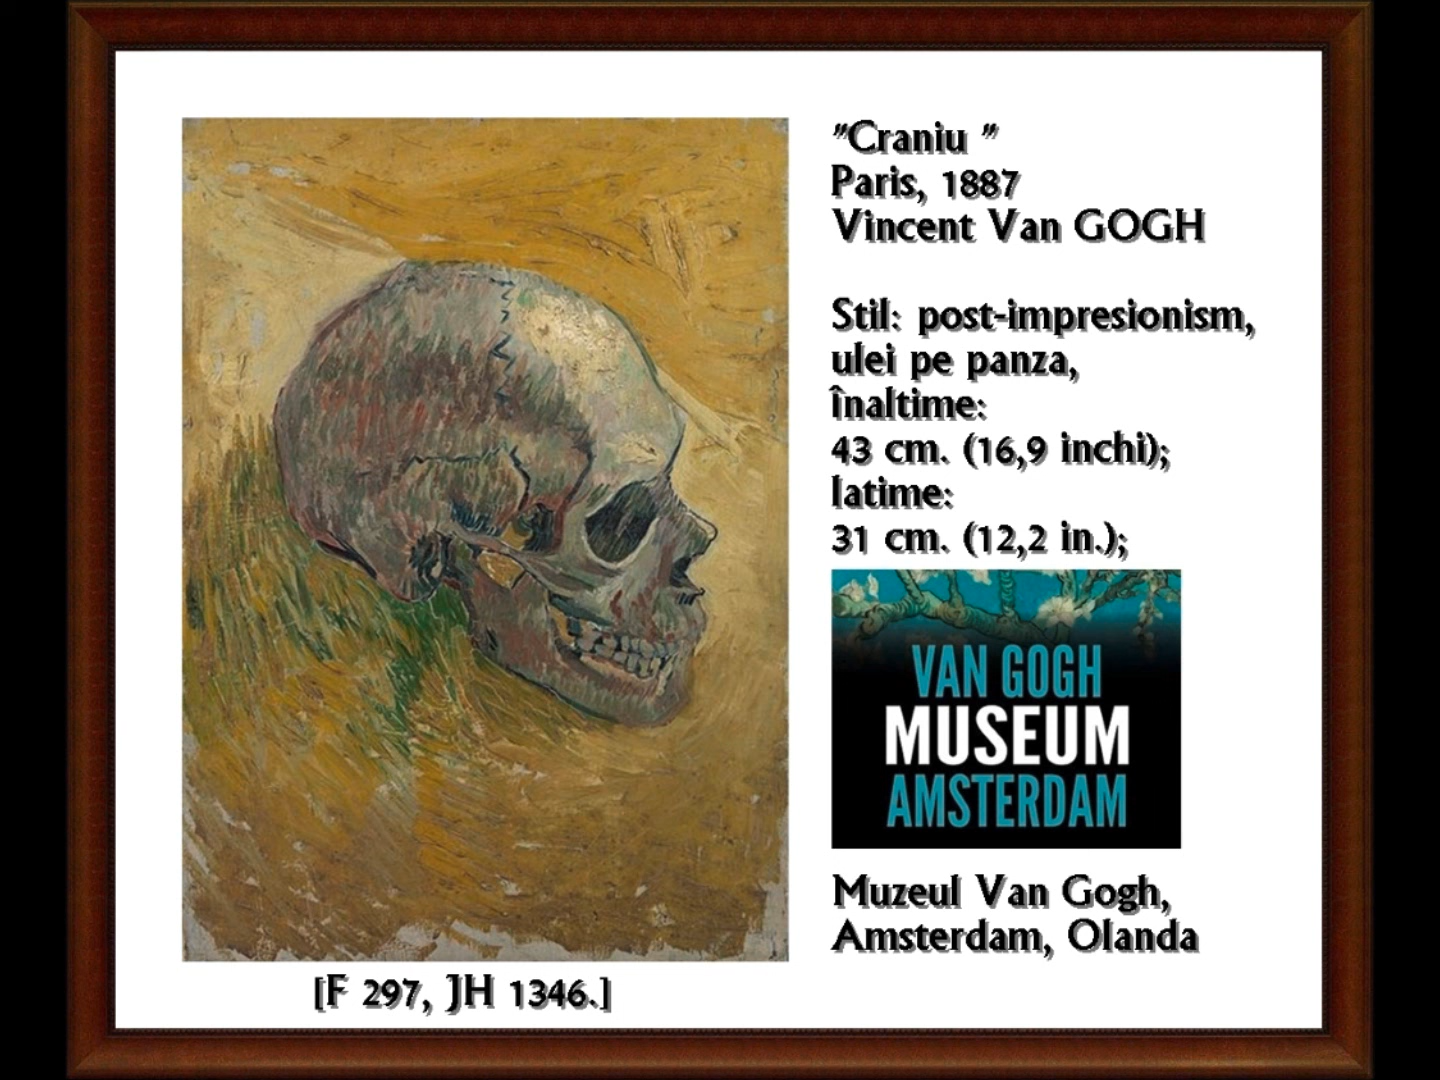 "Craniu "
Paris, 1887
Vincent Van GOGH
Stil: post-impresionism,
ulei pe panza,
înaltime:
43 cm. (16,9 inchi);
latime:
31 cm. (12,2 in.);
VAN GOGH
MUSEUM
AMSTERDAM
Muzeul Van Gogh,
Amsterdam, Olanda
[F 297, JH 1346.]